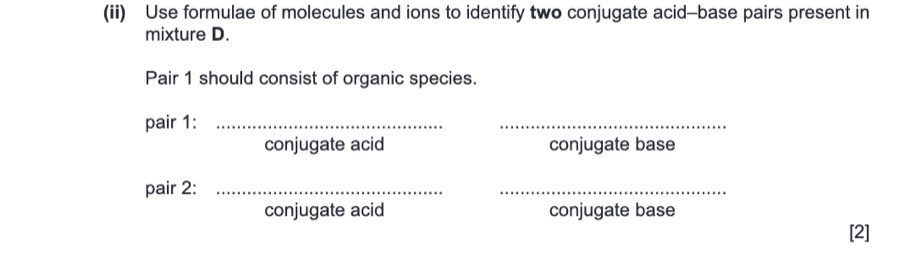 (ii) Use formulae of molecules and ions to identify two conjugate acid–base pairs present in
mixture D.
Pair 1 should consist of organic species.
pair 1: ............................................. .............................................
conjugate acid conjugate base
pair 2: ............................................. .............................................
conjugate acid conjugate base
[2]